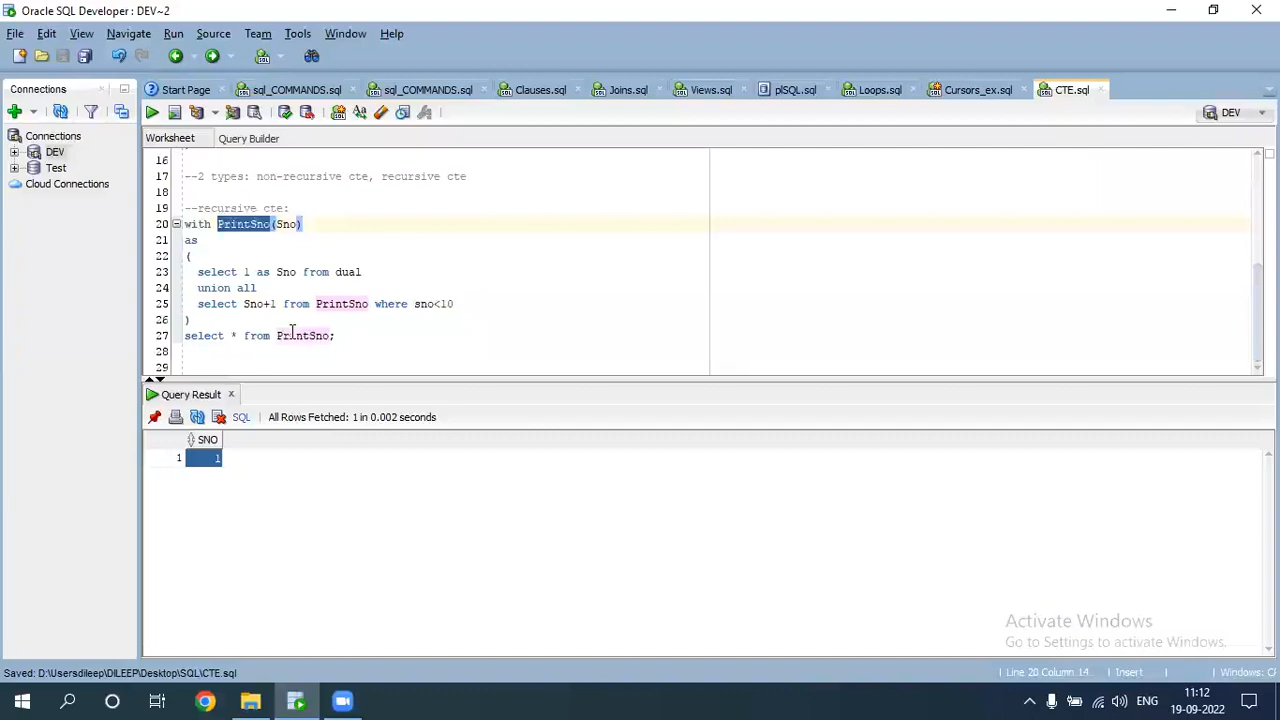 Oracle SQL Developer : DEV~2
File Edit View Navigate Run Source Team Tools Window Help
Connections
Start Page sql_COMMANDS.sql sql_COMMANDS.sql Clauses.sql Joins.sql Views.sql plSQL.sql Loops.sql Cursors_ex.sql CTE.sql
DEV
Connections
DEV
Test
Cloud Connections
Worksheet Query Builder
16
17 --2 types: non-recursive cte, recursive cte
18
19 --recursive cte:
20 with PrintSno(Sno)
21 as
22 (
23 select 1 as Sno from dual
24 union all
25 select Sno+1 from PrintSno where sno<10
26 )
27 select * from PrintSno;
28
29
Query Result
SQL All Rows Fetched: 1 in 0.002 seconds
SNO
1 1
Activate Windows
Go to Settings to activate Windows.
Saved: D:\Usersdileep\DILEEP\Desktop\SQL\CTE.sql
Line 20 Column 14 Insert Windows:
ENG
11:12
19-09-2022